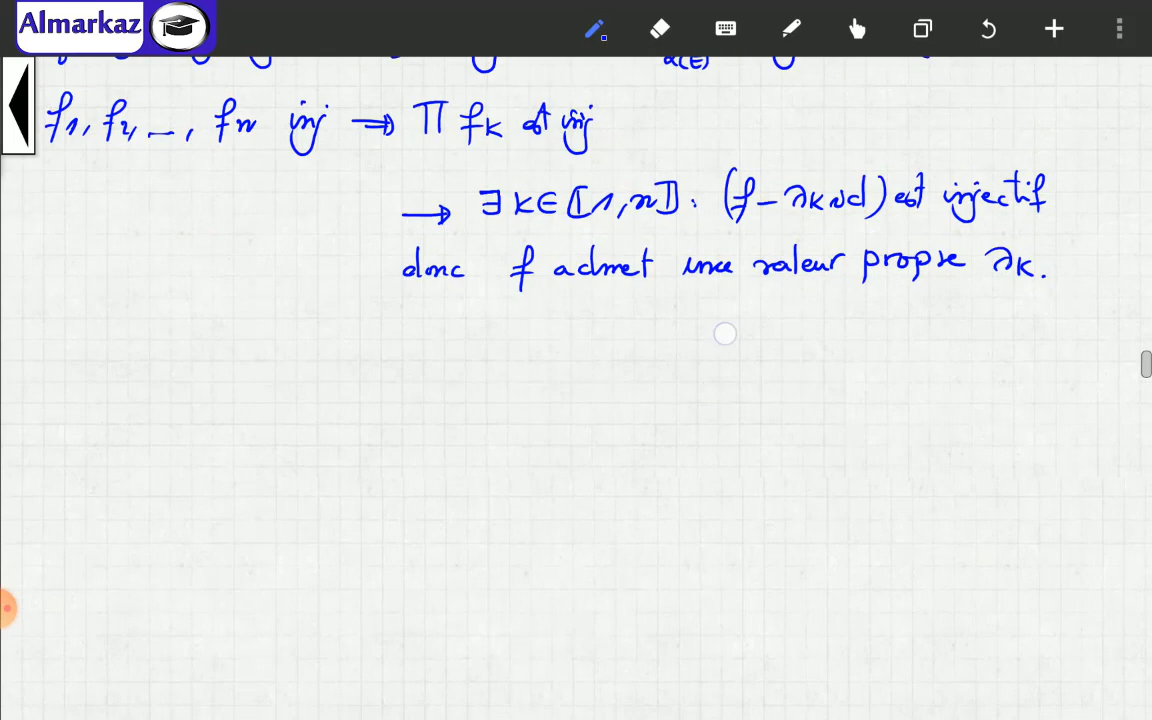 Almarkaz
α(E)
f1, f2, _, fn inj ⟹ Π fK est inj
⟶ ∃ K ∈ ⟦1, n⟧. (f - λK id) est injectif
donc f admet une valeur propre λK.